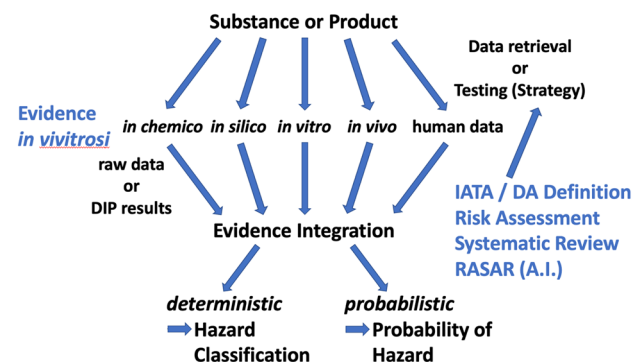 Substance or Product
Data retrieval
or
Testing (Strategy)
Evidence
in vivitrosi
in chemico in silico in vitro in vivo human data
raw data
or
DIP results
IATA / DA Definition
Risk Assessment
Systematic Review
RASAR (A.I.)
Evidence Integration
deterministic
Hazard
Classification
probabilistic
Probability of
Hazard